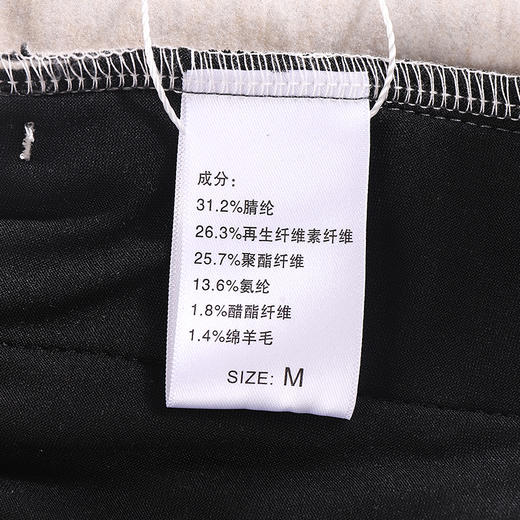 成分：
31.2%腈纶
26.3%再生纤维素纤维
25.7%聚酯纤维
13.6%氨纶
1.8%醋酯纤维
1.4%绵羊毛
SIZE: M